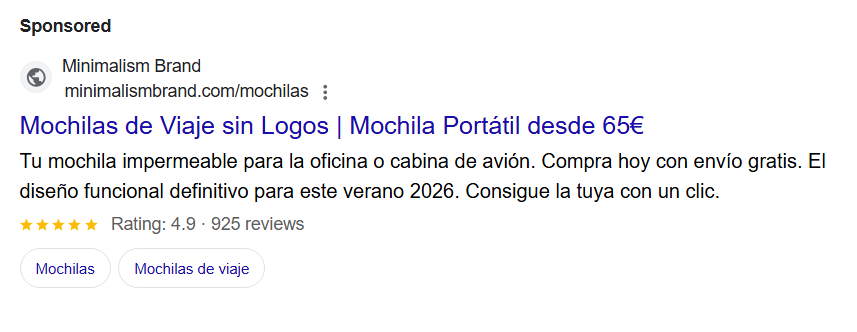 Sponsored
Minimalism Brand
minimalismbrand.com/mochilas
Mochilas de Viaje sin Logos | Mochila Portátil desde 65€
Tu mochila impermeable para la oficina o cabina de avión. Compra hoy con envío gratis. El
diseño funcional definitivo para este verano 2026. Consigue la tuya con un clic.
Rating: 4.9 · 925 reviews
Mochilas
Mochilas de viaje